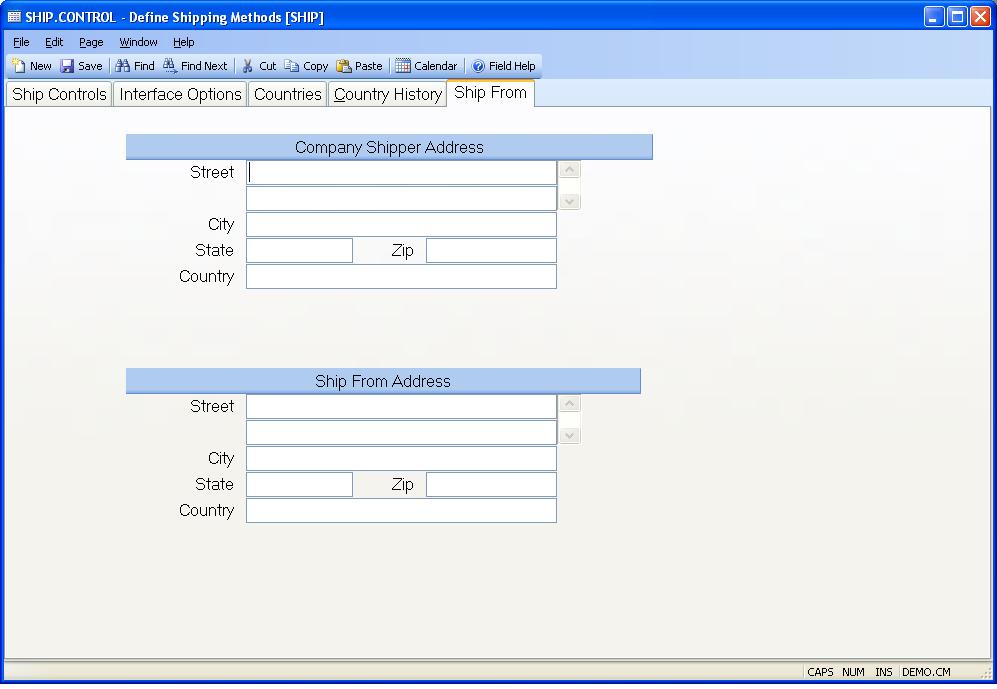 SHIP.CONTROL - Define Shipping Methods [SHIP]
File Edit Page Window Help
New Save Find Find Next Cut Copy Paste Calendar Field Help
Ship Controls Interface Options Countries Country History Ship From
Company Shipper Address
Street
City
State Zip
Country
Ship From Address
Street
City
State Zip
Country
CAPS NUM INS DEMO.CM